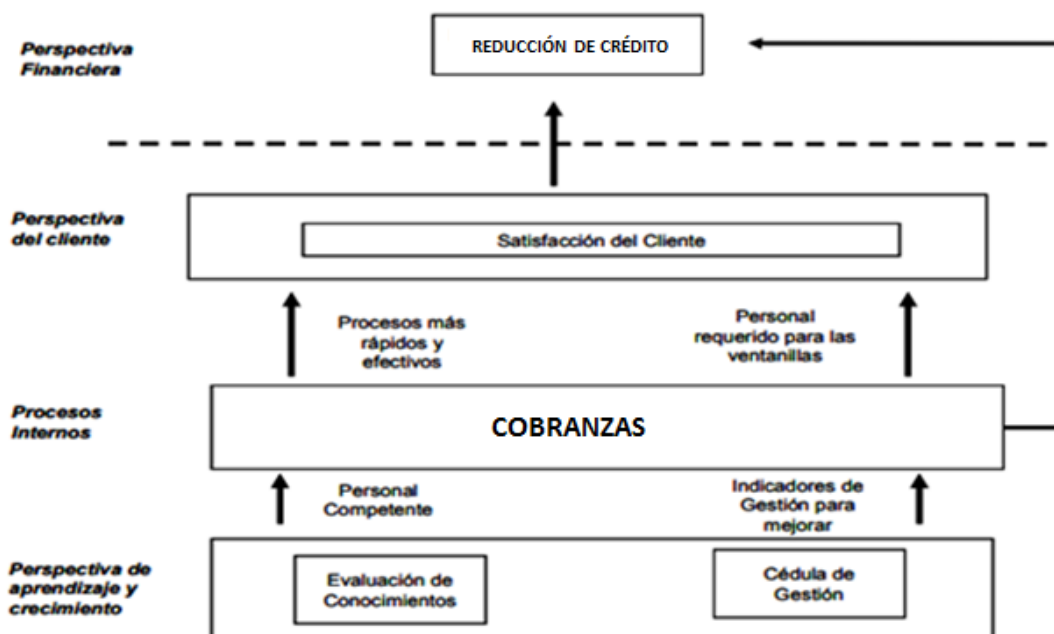 Perspectiva
Financiera
REDUCCIÓN DE CRÉDITO
Perspectiva
del cliente
Satisfacción del Cliente
Procesos más
rápidos y
efectivos
Personal
requerido para las
ventanillas
Procesos
Internos
COBRANZAS
Personal
Competente
Indicadores de
Gestión para
mejorar
Perspectiva de
aprendizaje y
crecimiento
Evaluación de
Conocimientos
Cédula de
Gestión